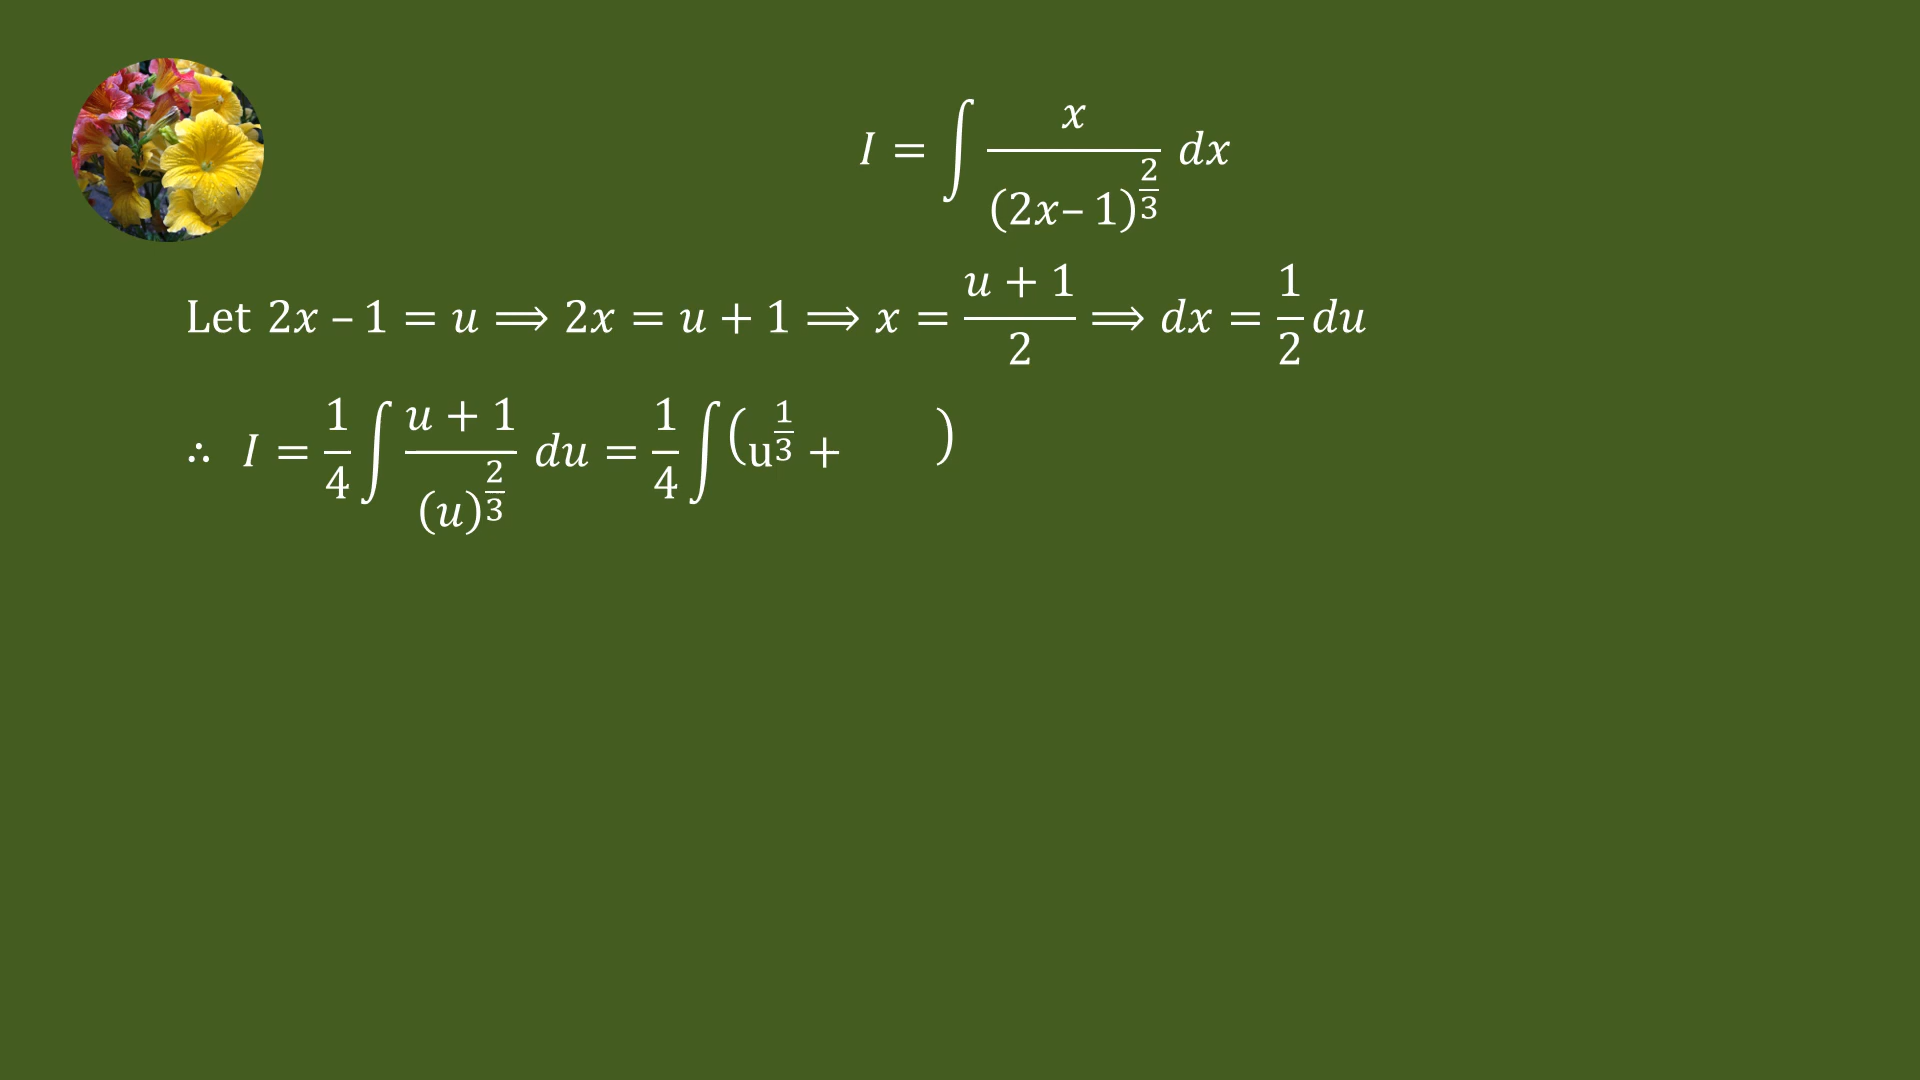 I = ∫ x/(2x – 1)^(2/3) dx
Let 2x – 1 = u ⟹ 2x = u + 1 ⟹ x = (u + 1)/2 ⟹ dx = 1/2 du
∴ I = 1/4 ∫ (u + 1)/(u)^(2/3) du = 1/4 ∫ (u^(1/3) + )